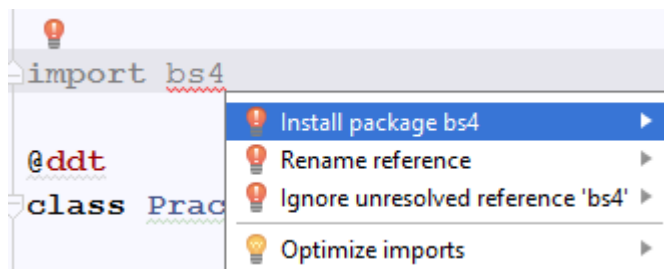 import bs4
Install package bs4
@ddt
Rename reference
Ignore unresolved reference 'bs4'
class Prac
Optimize imports